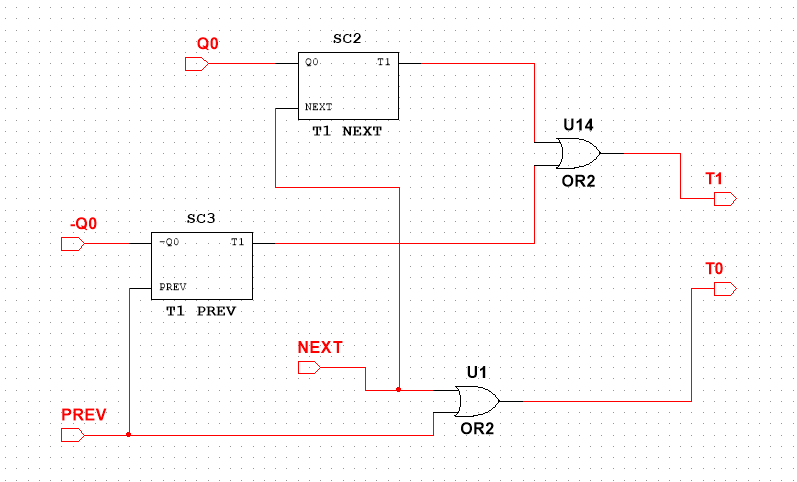 Q0
SC2
Q0
T1
NEXT
T1 NEXT
U14
OR2
T1
-Q0
SC3
-Q0
T1
PREV
T1 PREV
T0
NEXT
U1
OR2
PREV